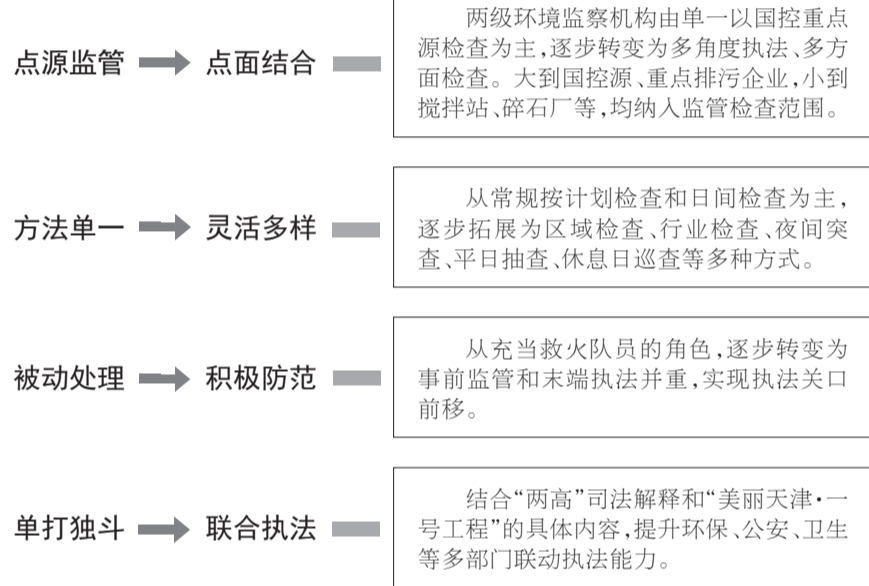 点源监管 点面结合
两级环境监察机构由单一以国控重点
源检查为主,逐步转变为多角度执法、多方
面检查。大到国控源、重点排污企业,小到
搅拌站、碎石厂等,均纳入监管检查范围。
方法单一 灵活多样
从常规按计划检查和日间检查为主,
逐步拓展为区域检查、行业检查、夜间突
查、平日抽查、休息日巡查等多种方式。
被动处理 积极防范
从充当救火队员的角色,逐步转变为
事前监管和末端执法并重,实现执法关口
前移。
单打独斗 联合执法
结合“两高”司法解释和“美丽天津·一
号工程”的具体内容,提升环保、公安、卫生
等多部门联动执法能力。